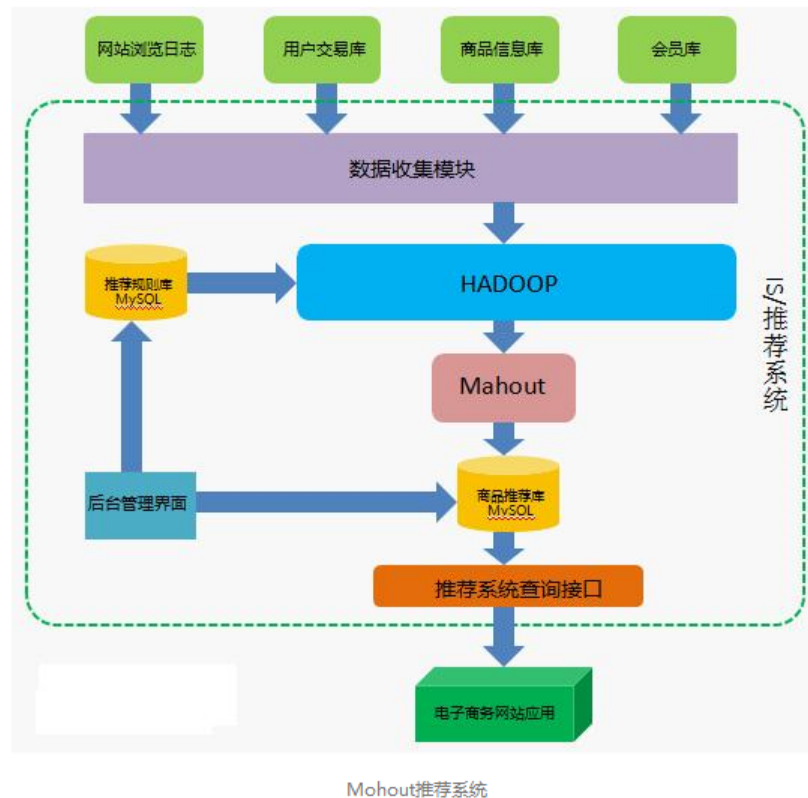 网站浏览日志
用户交易库
商品信息库
会员库
数据收集模块
推荐规则库
MySQL
HADOOP
IS/推荐系统
Mahout
后台管理界面
商品推荐库
MySQL
推荐系统查询接口
电子商务网站应用
Mohout推荐系统